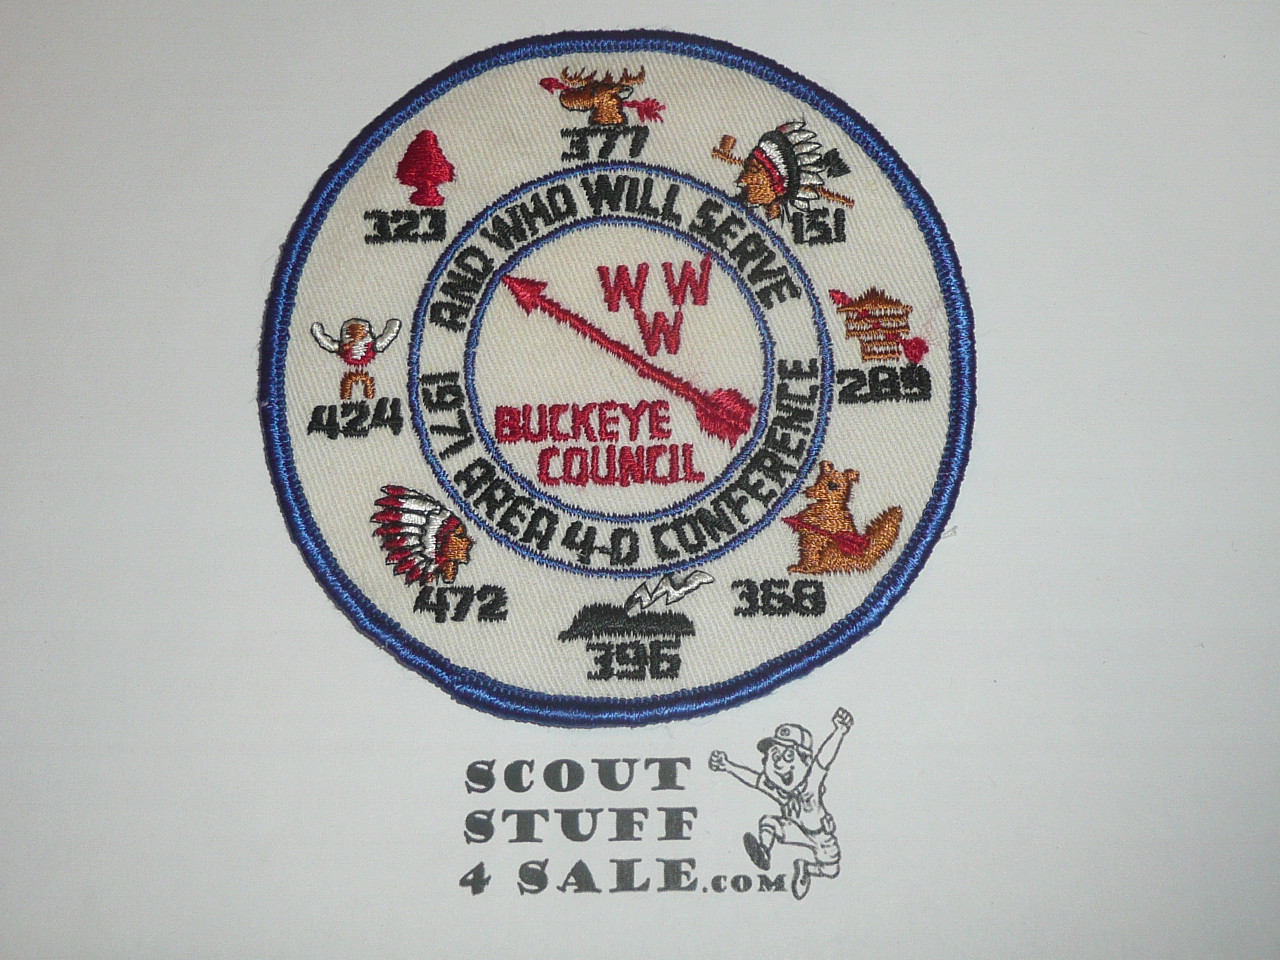 377
323
151
AND WHO WILL SERVE
WWW
289
424
1971 AREA 4-D CONFERENCE
BUCKEYE
COUNCIL
472
368
396
SCOUT
STUFF
4 SALE.COM